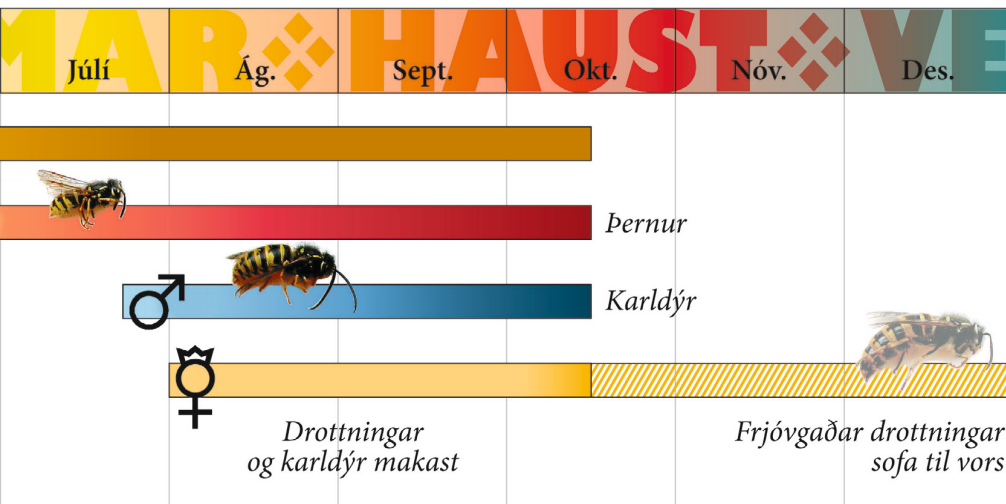 MAR HAUST VE
Júlí Ág. Sept. Okt. Nóv. Des.
Þernur
Karldýr
Drottningar
og karldýr makast
Frjóvgaðar drottningar
sofa til vors